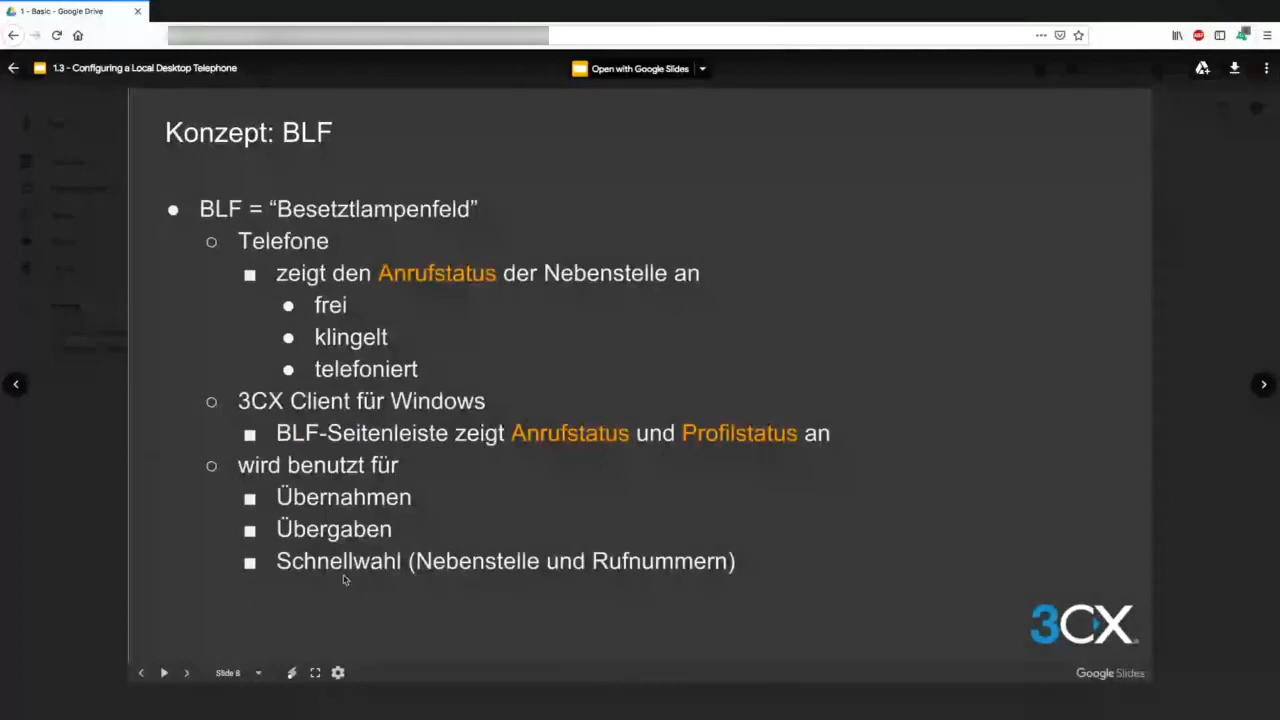 1 - Basic - Google Drive
1.3 - Configuring a Local Desktop Telephone
Open with Google Slides
Konzept: BLF
BLF = “Besetztlampenfeld”
Telefone
zeigt den Anrufstatus der Nebenstelle an
frei
klingelt
telefoniert
3CX Client für Windows
BLF-Seitenleiste zeigt Anrufstatus und Profilstatus an
wird benutzt für
Übernahmen
Übergaben
Schnellwahl (Nebenstelle und Rufnummern)
3CX
Slide 8
Google Slides